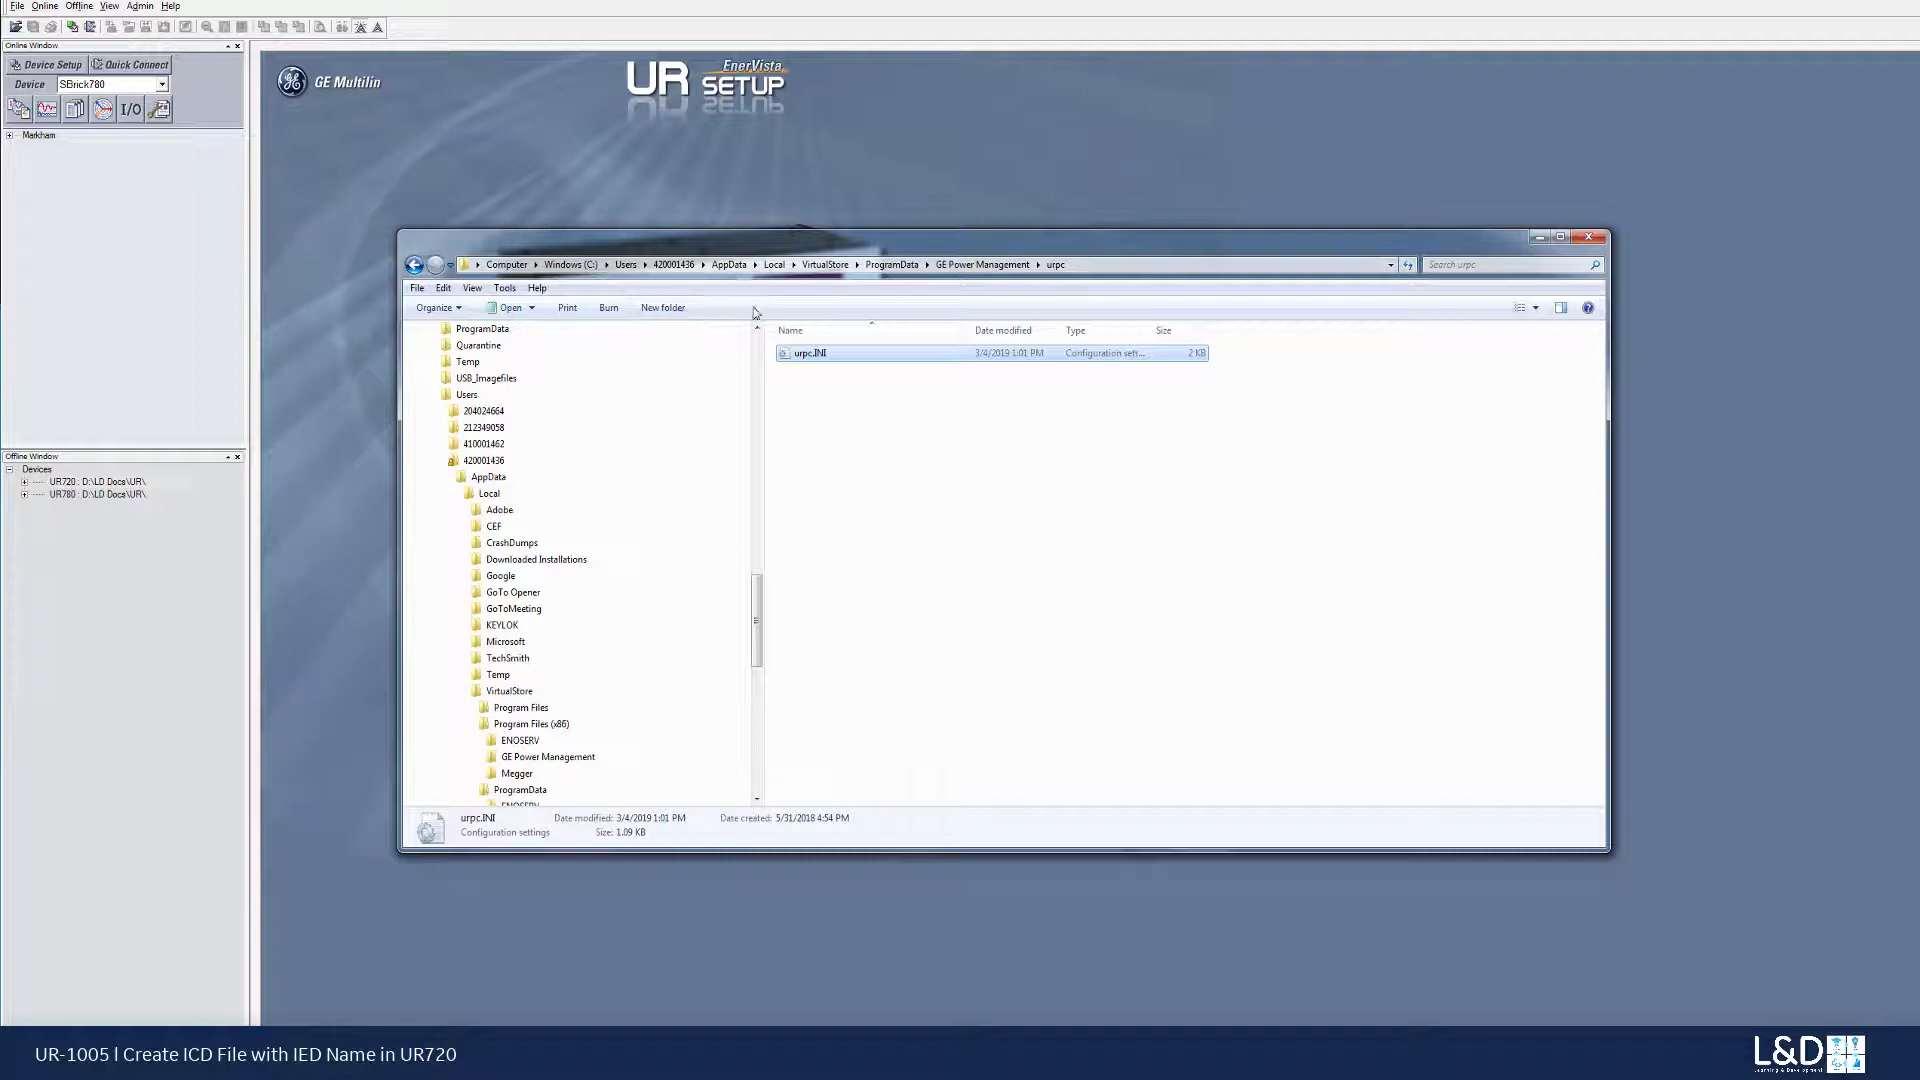 File Online Offline View Admin Help
Online Window
Device Setup Quick Connect
Device SBrick780
I/O
Markham
GE Multilin
UR EnerVista SETUP
Computer Windows (C:) Users 420001436 AppData Local VirtualStore ProgramData GE Power Management urpc
Search urpc
File Edit View Tools Help
Organize Open Print Burn New folder
ProgramData
Quarantine
Temp
USB_Imagefiles
Users
204024664
212349058
410001462
420001436
AppData
Local
Adobe
CEF
CrashDumps
Downloaded Installations
Google
GoTo Opener
GoToMeeting
KEYLOK
Microsoft
TechSmith
Temp
VirtualStore
Program Files
Program Files (x86)
ENOSERV
GE Power Management
Megger
ProgramData
ENOSERV
Name Date modified Type Size
urpc.INI 3/4/2019 1:01 PM Configuration sett... 2 KB
urpc.INI Date modified: 3/4/2019 1:01 PM Date created: 5/31/2018 4:54 PM
Configuration settings Size: 1.09 KB
Offline Window
Devices
UR720 : D:\LD Docs\UR\
UR780 : D:\LD Docs\UR\
UR-1005 l Create ICD File with IED Name in UR720
L&D
Learning & Development